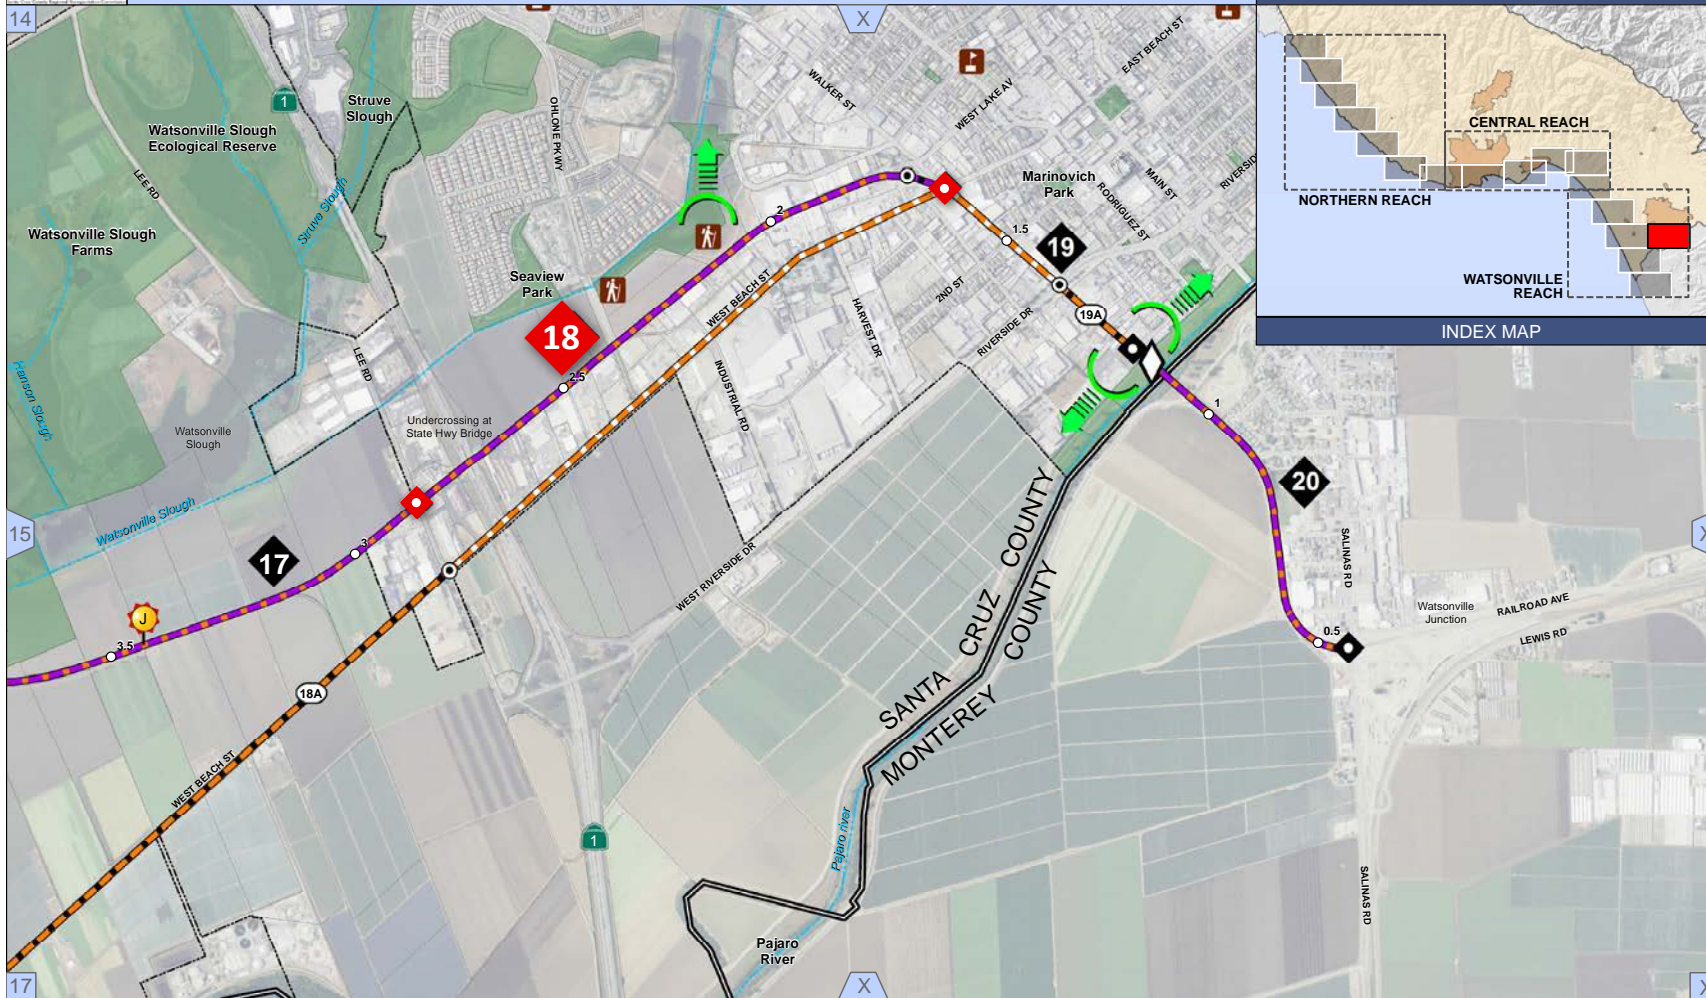 14
X
1
Struve
Slough
Watsonville Slough
Ecological Reserve
LEE RD
OHLONE PKWY
WALKER ST
WEST LAKE AV
EAST BEACH ST
Marinovich
Park
MAIN ST
RODRIGUEZ ST
Struve Slough
Watsonville Slough
Farms
2
1.5
19
Seaview
Park
18
WEST BEACH ST
HARVEST DR
2ND ST
RIVERSIDE DR
19A
Hanson Slough
LEE RD
2.5
INDUSTRIAL RD
Undercrossing at
State Hwy Bridge
Watsonville
Slough
1
20
15
Watsonville Slough
17
3
J
3.5
18A
WEST RIVERSIDE DR
SANTA CRUZ COUNTY
MONTEREY COUNTY
SALINAS RD
Watsonville
Junction
RAILROAD AVE
LEWIS RD
0.5
WEST BEACH ST
1
Pajaro river
SALINAS RD
Pajaro
River
17
X
CENTRAL REACH
NORTHERN REACH
WATSONVILLE
REACH
INDEX MAP